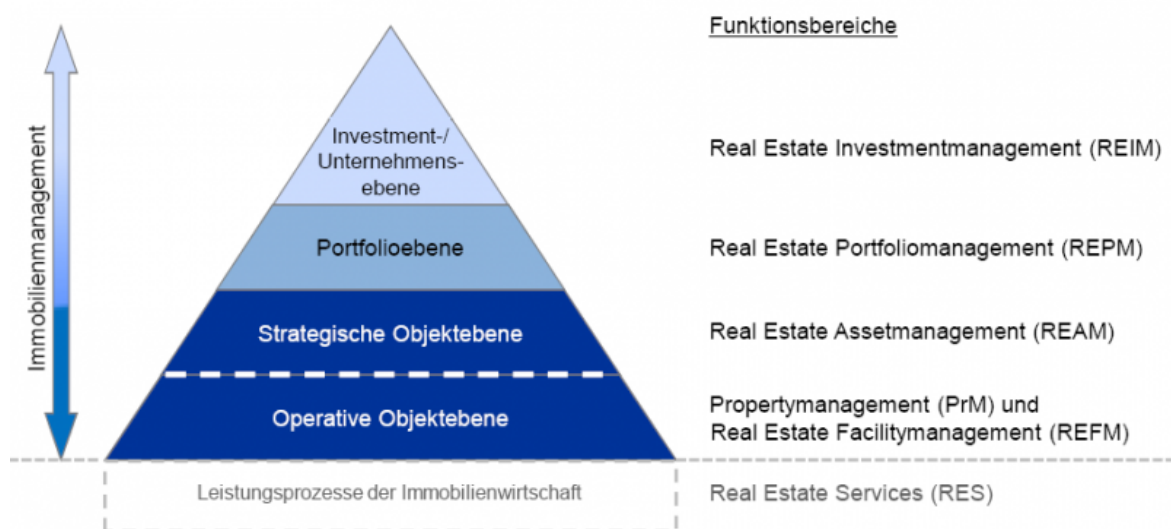 Funktionsbereiche
Immobilienmanagement
Investment-/
Unternehmens-
ebene
Real Estate Investmentmanagement (REIM)
Portfolioebene
Real Estate Portfoliomanagement (REPM)
Strategische Objektebene
Real Estate Assetmanagement (REAM)
Operative Objektebene
Propertymanagement (PrM) und
Real Estate Facilitymanagement (REFM)
Leistungsprozesse der Immobilienwirtschaft
Real Estate Services (RES)